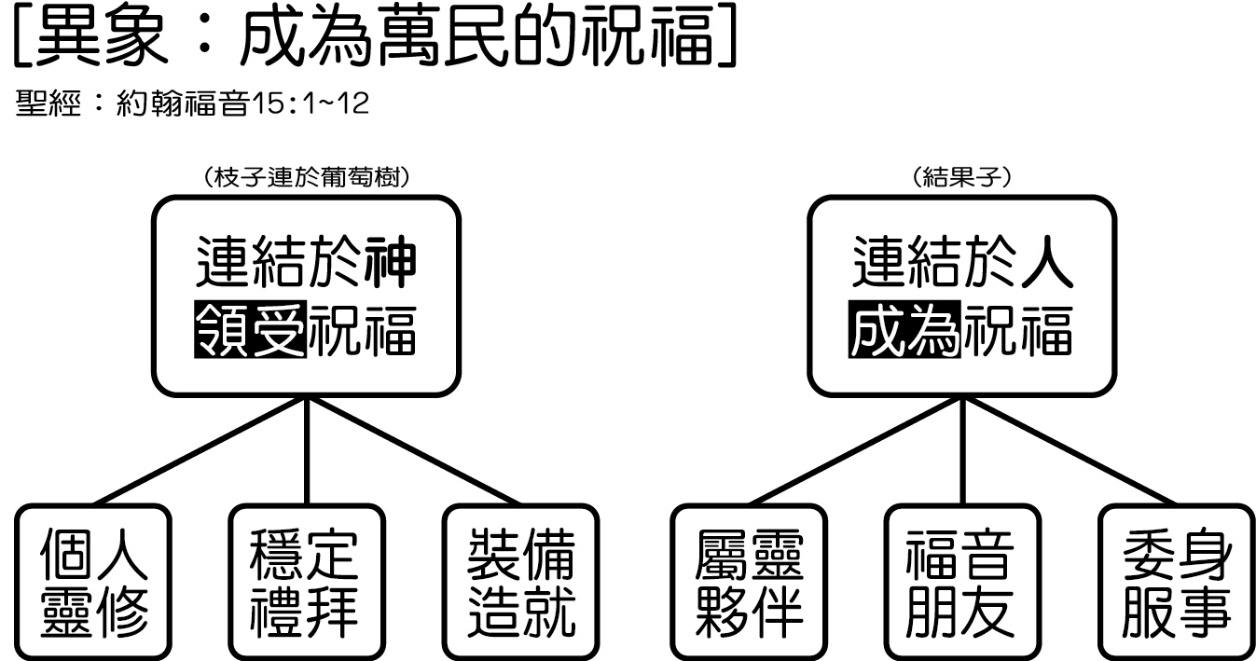 [異象：成為萬民的祝福]
聖經：約翰福音15:1~12
（枝子連於葡萄樹）
連結於神
領受祝福
個人
靈修
穩定
禮拜
裝備
造就
（結果子）
連結於人
成為祝福
屬靈
夥伴
福音
朋友
委身
服事